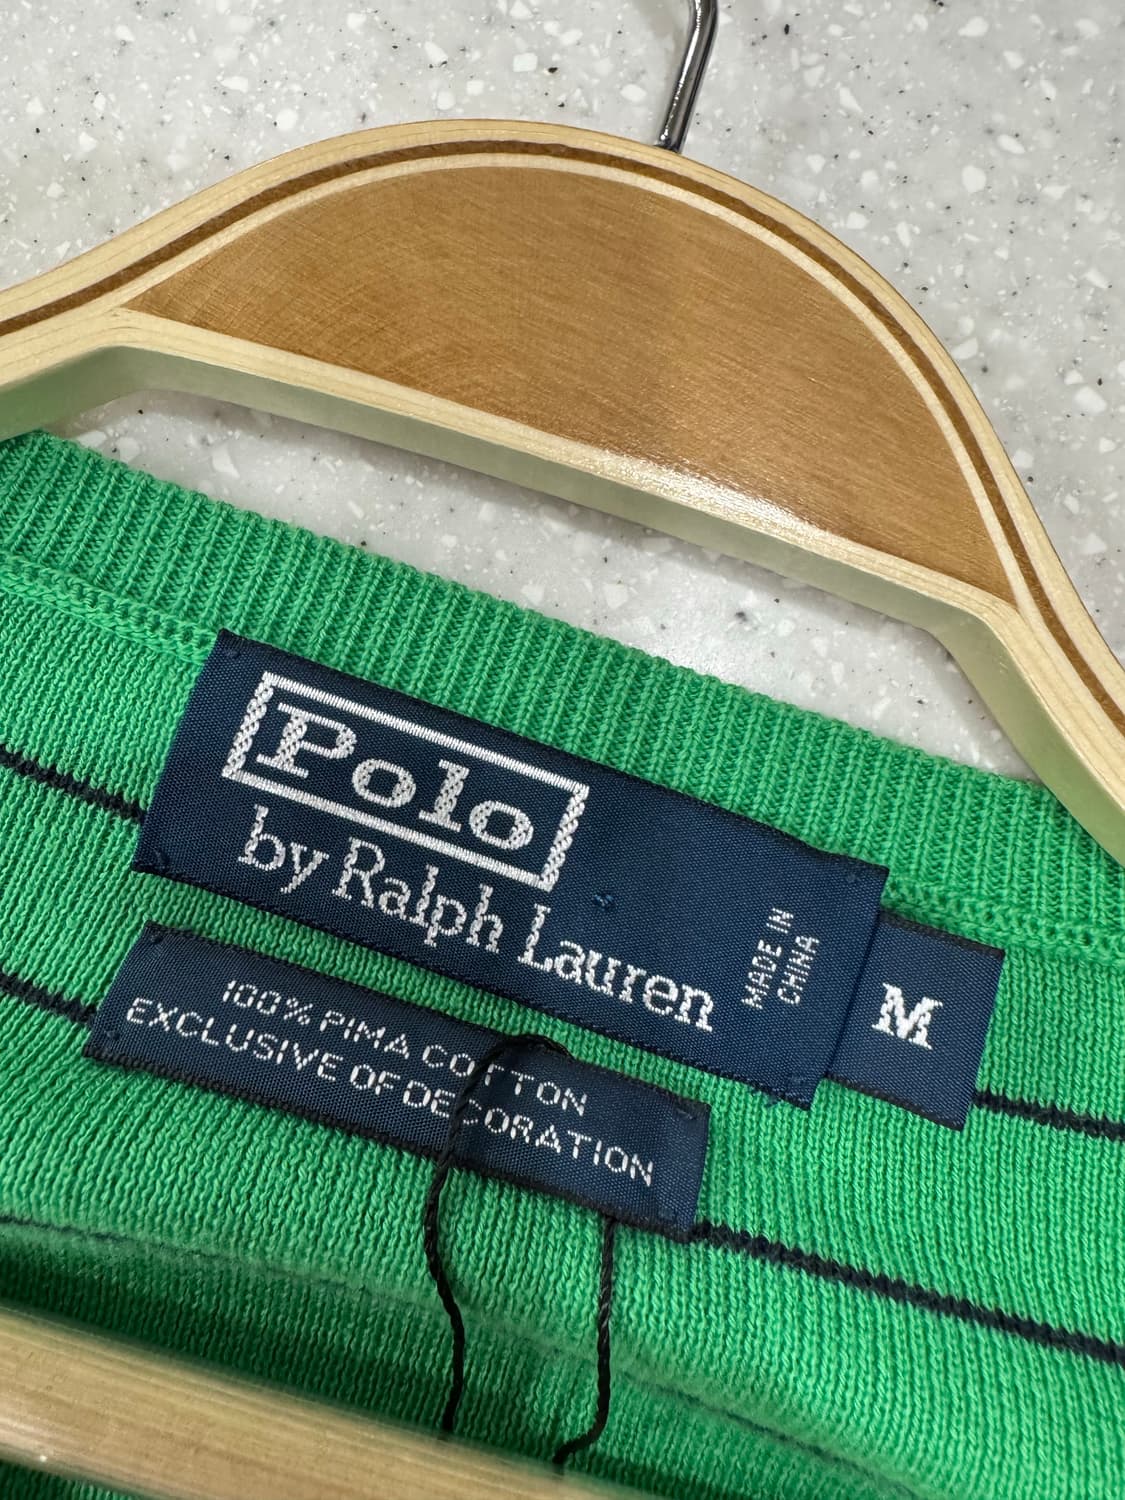 Polo
by Ralph Lauren
MADE IN
CHINA
M
100% PIMA COTTON
EXCLUSIVE OF DECORATION